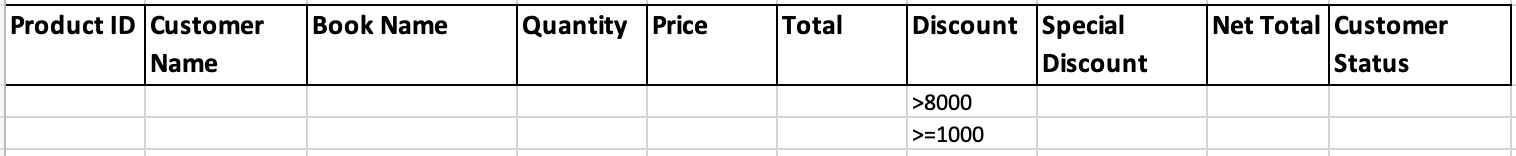 Product ID Customer Name Book Name Quantity Price Total Discount Special Discount Net Total Customer Status
>8000
>=1000